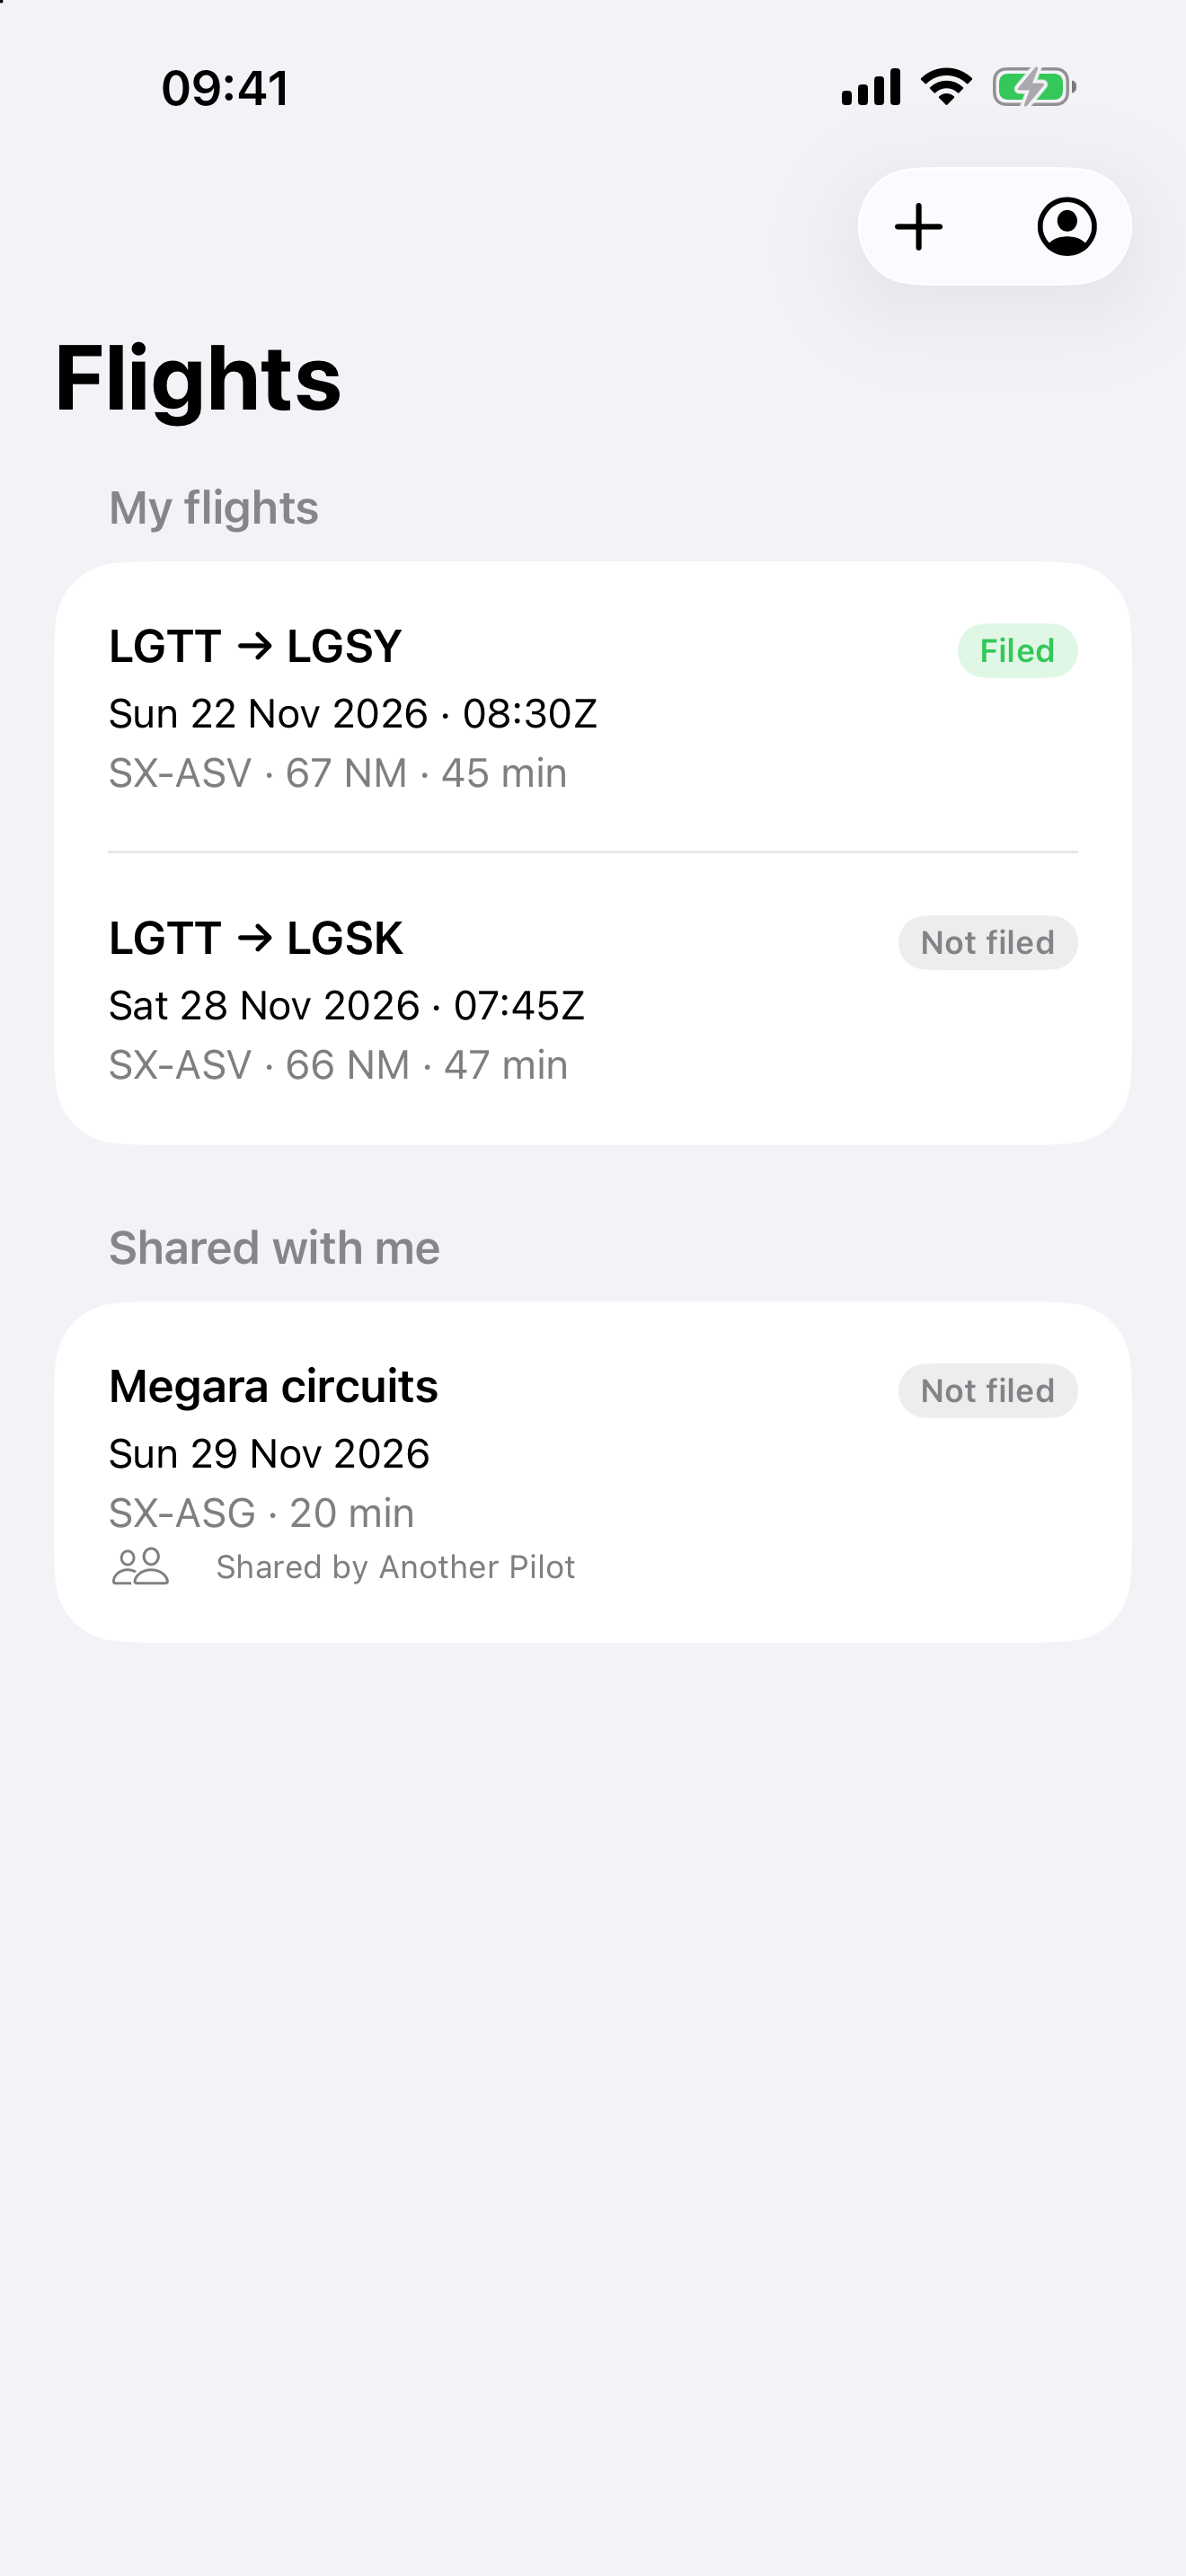 09:41
Flights
My flights
LGTT → LGSY
Filed
Sun 22 Nov 2026 · 08:30Z
SX-ASV · 67 NM · 45 min
LGTT → LGSK
Not filed
Sat 28 Nov 2026 · 07:45Z
SX-ASV · 66 NM · 47 min
Shared with me
Megara circuits
Not filed
Sun 29 Nov 2026
SX-ASG · 20 min
Shared by Another Pilot